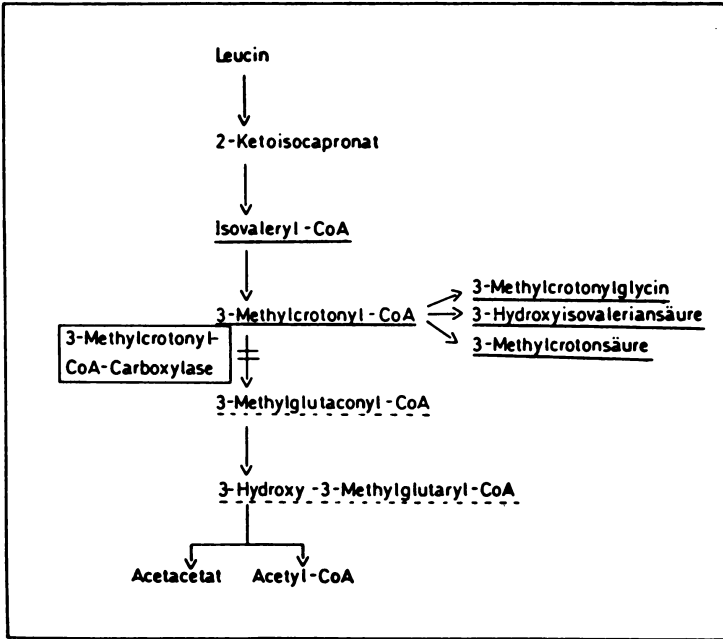 Leucin
2-Ketoisocapronat
Isovaleryl-CoA
3-Methylcrotonyl-CoA
3-Methylcrotonylglycin
3-Hydroxyisovaleriansäure
3-Methylcrotonsäure
3-Methylcrotonyl-
CoA-Carboxylase
3-Methylglutaconyl-CoA
3-Hydroxy-3-Methylglutaryl-CoA
Acetacetat Acetyl-CoA